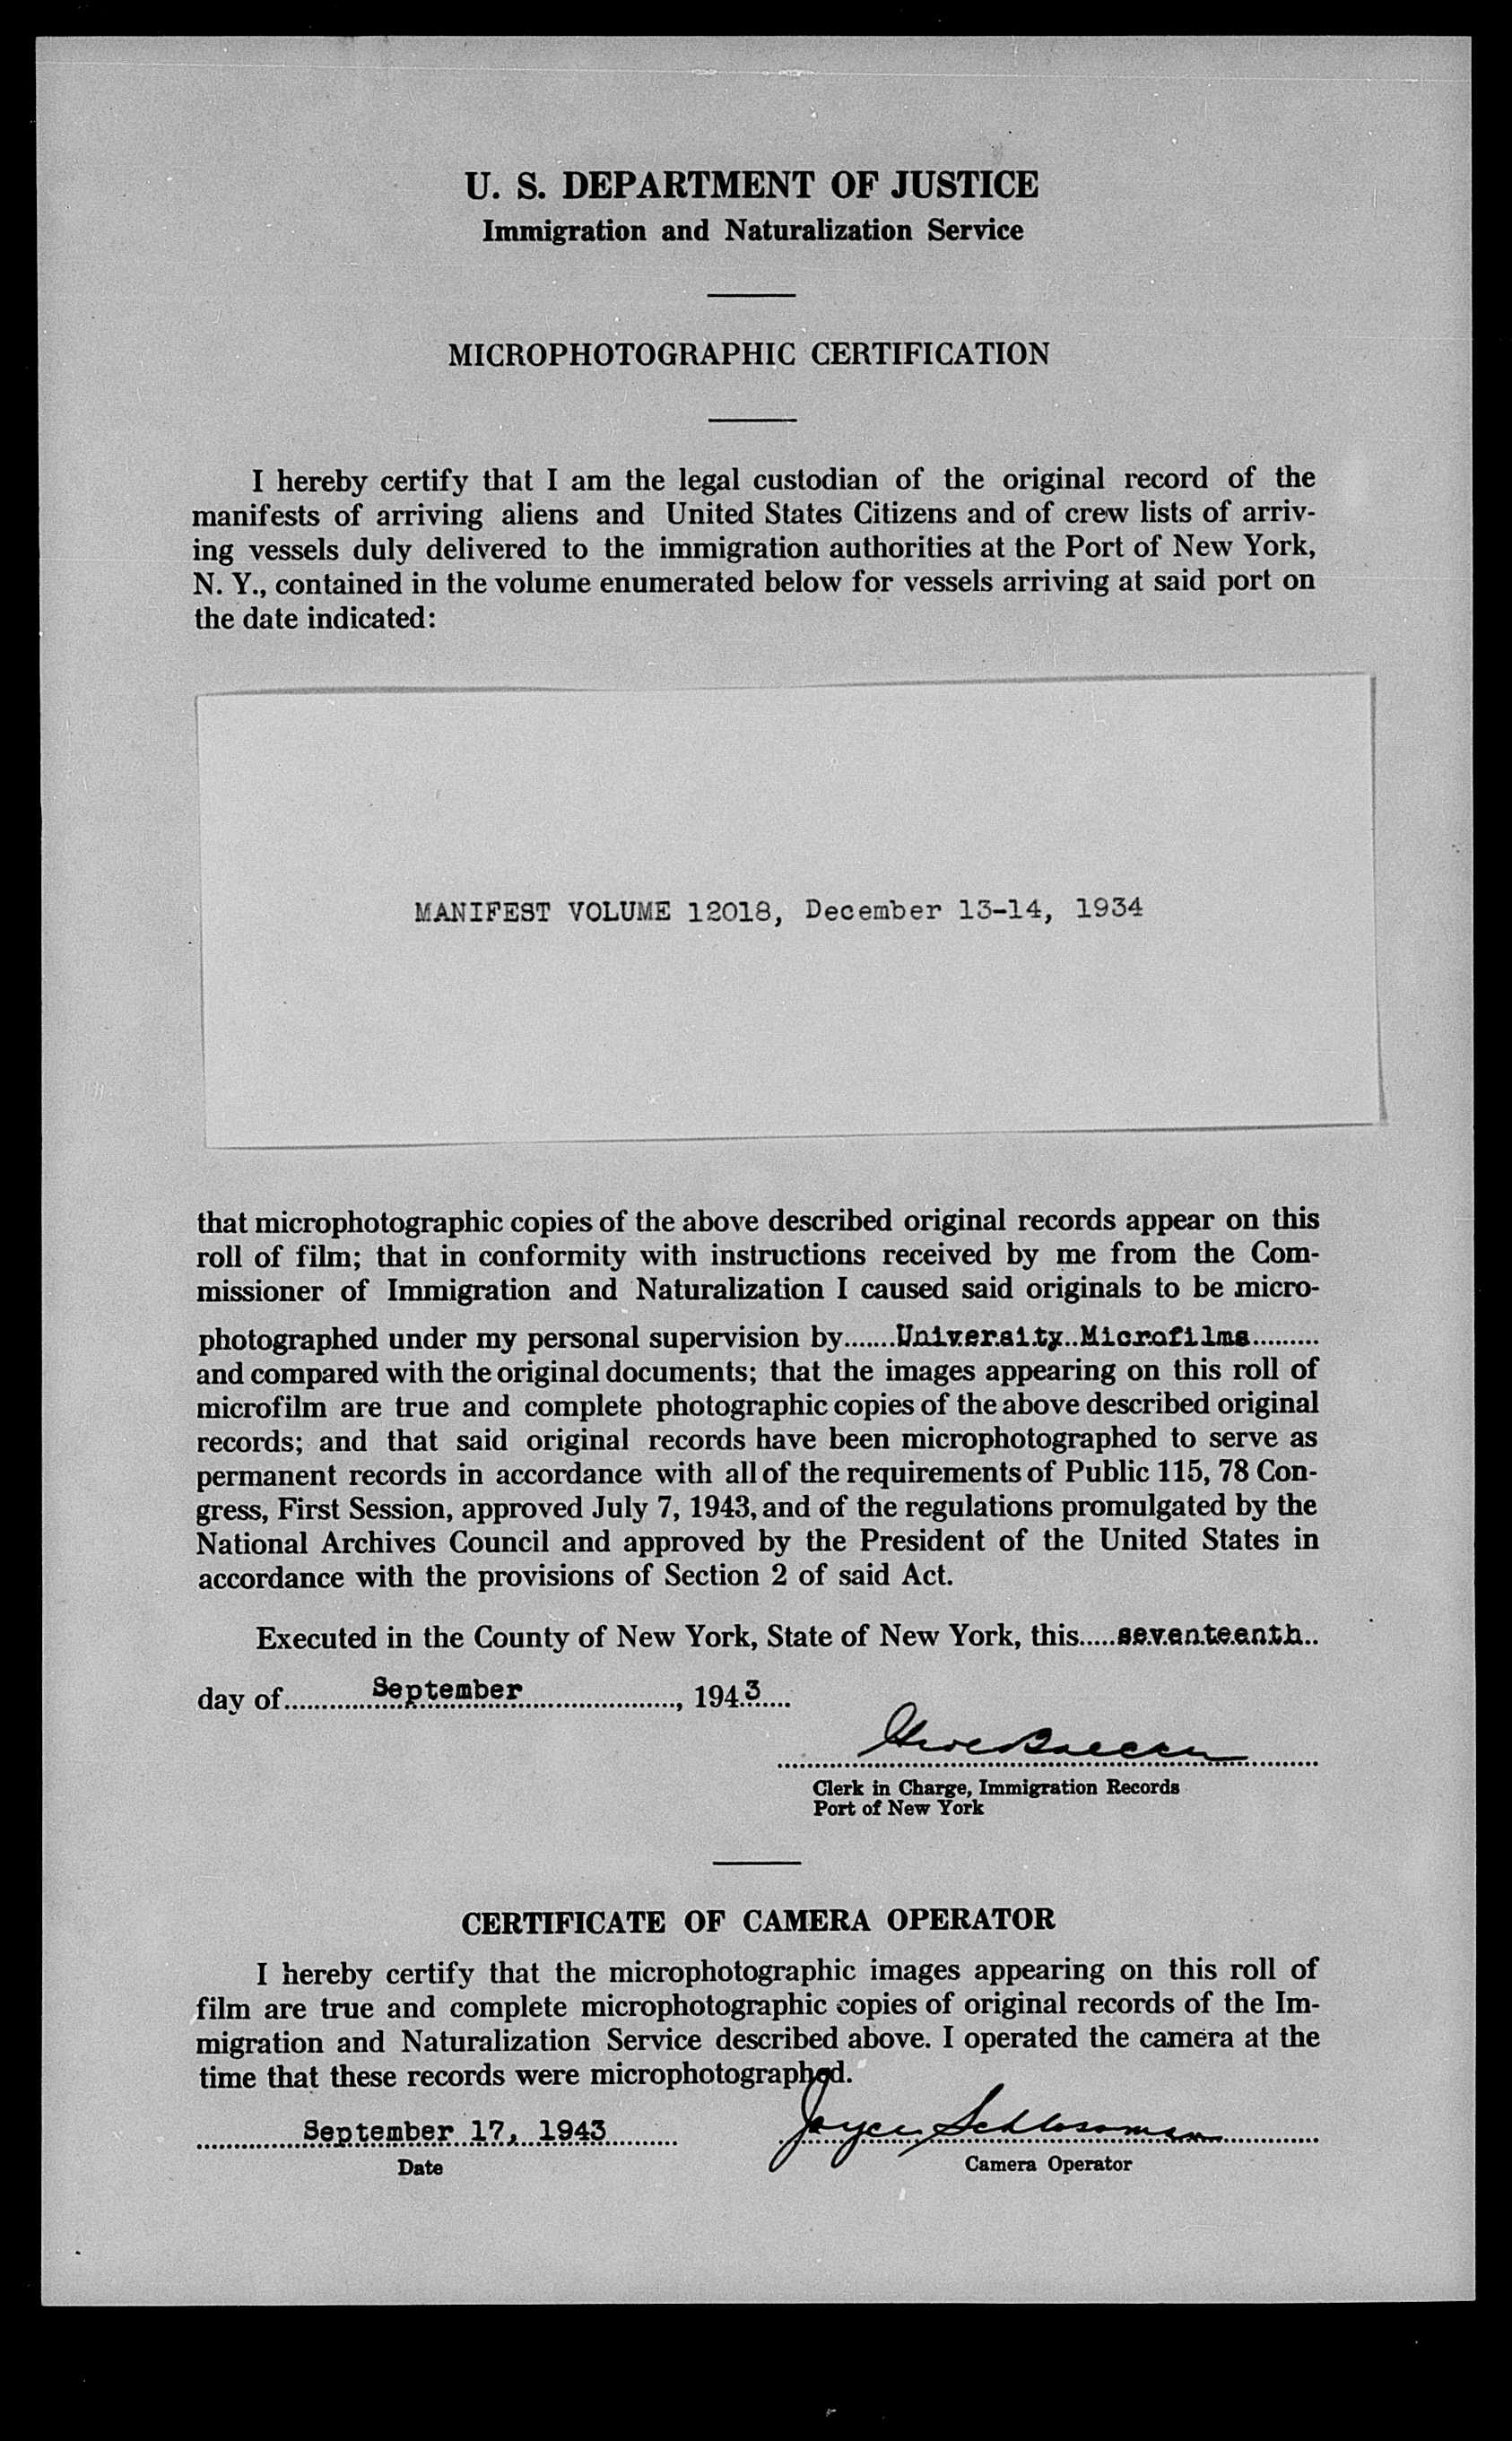 U. S. DEPARTMENT OF JUSTICE
Immigration and Naturalization Service
MICROPHOTOGRAPHIC CERTIFICATION
I hereby certify that I am the legal custodian of the original record of the
manifests of arriving aliens and United States Citizens and of crew lists of arriv-
ing vessels duly delivered to the immigration authorities at the Port of New York,
N. Y., contained in the volume enumerated below for vessels arriving at said port on
the date indicated:
MANIFEST VOLUME 12018, December 13-14, 1934
that microphotographic copies of the above described original records appear on this
roll of film; that in conformity with instructions received by me from the Com-
missioner of Immigration and Naturalization I caused said originals to be micro-
photographed under my personal supervision by.......University Microfilms.........
and compared with the original documents; that the images appearing on this roll of
microfilm are true and complete photographic copies of the above described original
records; and that said original records have been microphotographed to serve as
permanent records in accordance with all of the requirements of Public 115, 78 Con-
gress, First Session, approved July 7, 1943, and of the regulations promulgated by the
National Archives Council and approved by the President of the United States in
accordance with the provisions of Section 2 of said Act.
Executed in the County of New York, State of New York, this.....seventeenth..
day of............September....................., 1943....
Clerk in Charge, Immigration Records
Port of New York
CERTIFICATE OF CAMERA OPERATOR
I hereby certify that the microphotographic images appearing on this roll of
film are true and complete microphotographic copies of original records of the Im-
migration and Naturalization Service described above. I operated the camera at the
time that these records were microphotographed.
September 17, 1943 Joyce Schlossman
Date Camera Operator